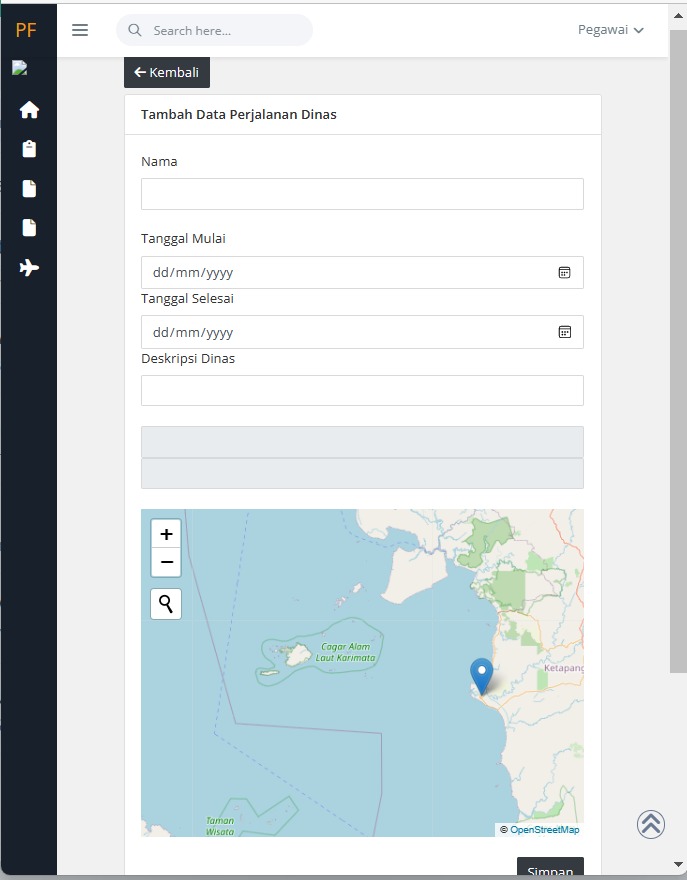 PF
Search here...
Pegawai
Kembali
Tambah Data Perjalanan Dinas
Nama
Tanggal Mulai
dd/mm/yyyy
Tanggal Selesai
dd/mm/yyyy
Deskripsi Dinas
+
−
Cagar Alam
Laut Karimata
Ketapang
Taman
Wisata
© OpenStreetMap
Simpan